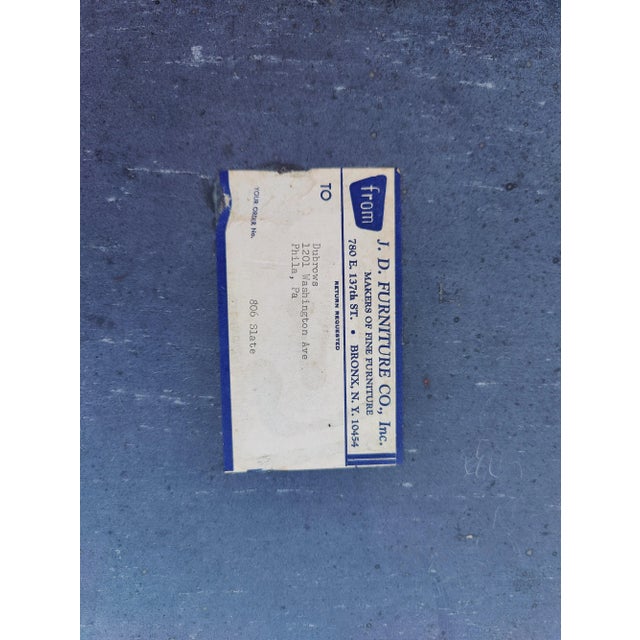 from
J. D. FURNITURE CO., Inc.
MAKERS OF FINE FURNITURE
780 E. 137th ST. • BRONX, N. Y. 10454
RETURN REQUESTED
TO
Dubrows
1201 Washington Ave
Phila, Pa
YOUR ORDER No.
806 Slate